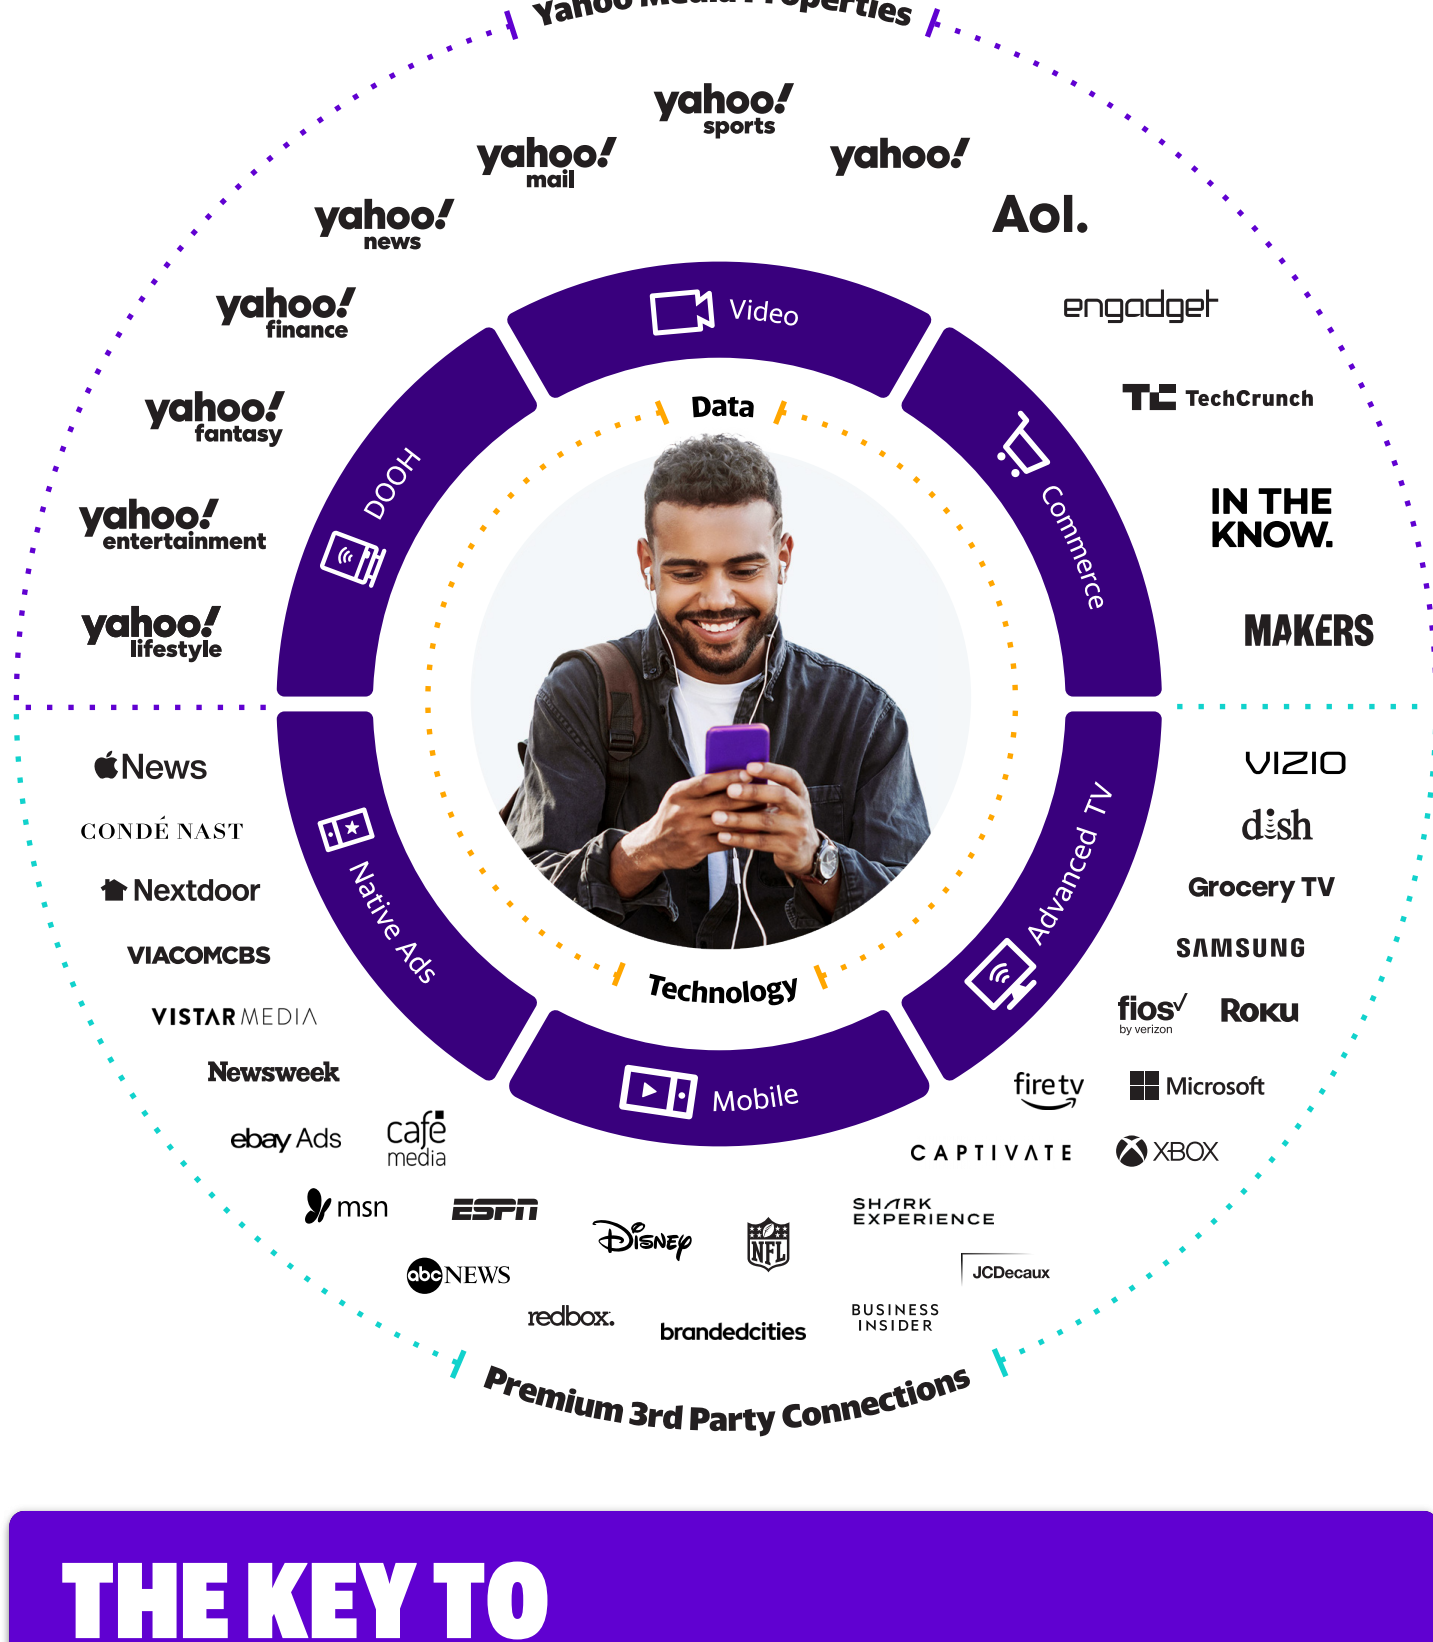 Yahoo Media Properties
yahoo!
sports
yahoo!
mail
yahoo!
yahoo!
news
Aol.
yahoo!
finance
engadget
Video
yahoo!
fantasy
TC TechCrunch
Data
DOOH
Commerce
yahoo!
entertainment
IN THE
KNOW.
yahoo!
lifestyle
MAKERS
News
VIZIO
CONDÉ NAST
dish
Nextdoor
Grocery TV
Native Ads
Advanced TV
VIACOMCBS
SAMSUNG
Technology
VISTAR MEDIA
fios
by verizon
Roku
Newsweek
Mobile
firetv
Microsoft
ebay Ads
café
media
CAPTIVATE
XBOX
msn
ESPN
Disney
NFL
SHARK
EXPERIENCE
abc NEWS
JCDecaux
redbox.
brandedcities
BUSINESS
INSIDER
Premium 3rd Party Connections
THE KEY TO